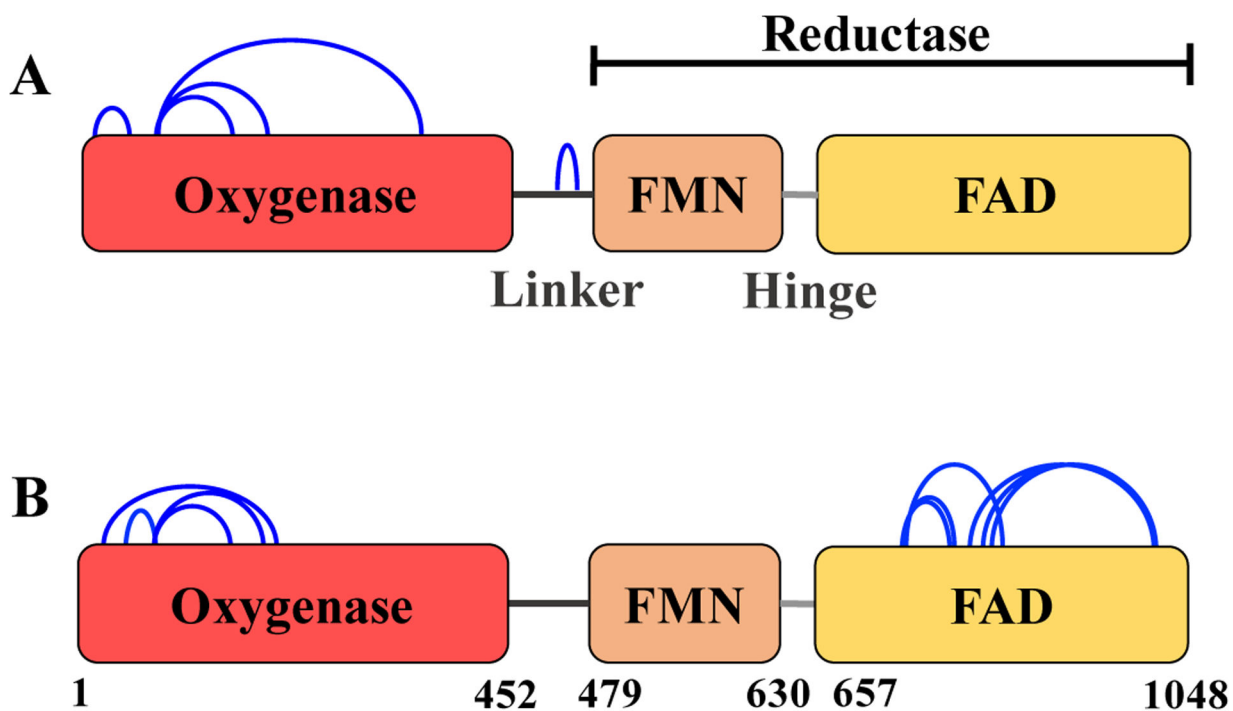 Reductase
A
Oxygenase
FMN
FAD
Linker
Hinge
B
Oxygenase
FMN
FAD
1
452
479
630
657
1048